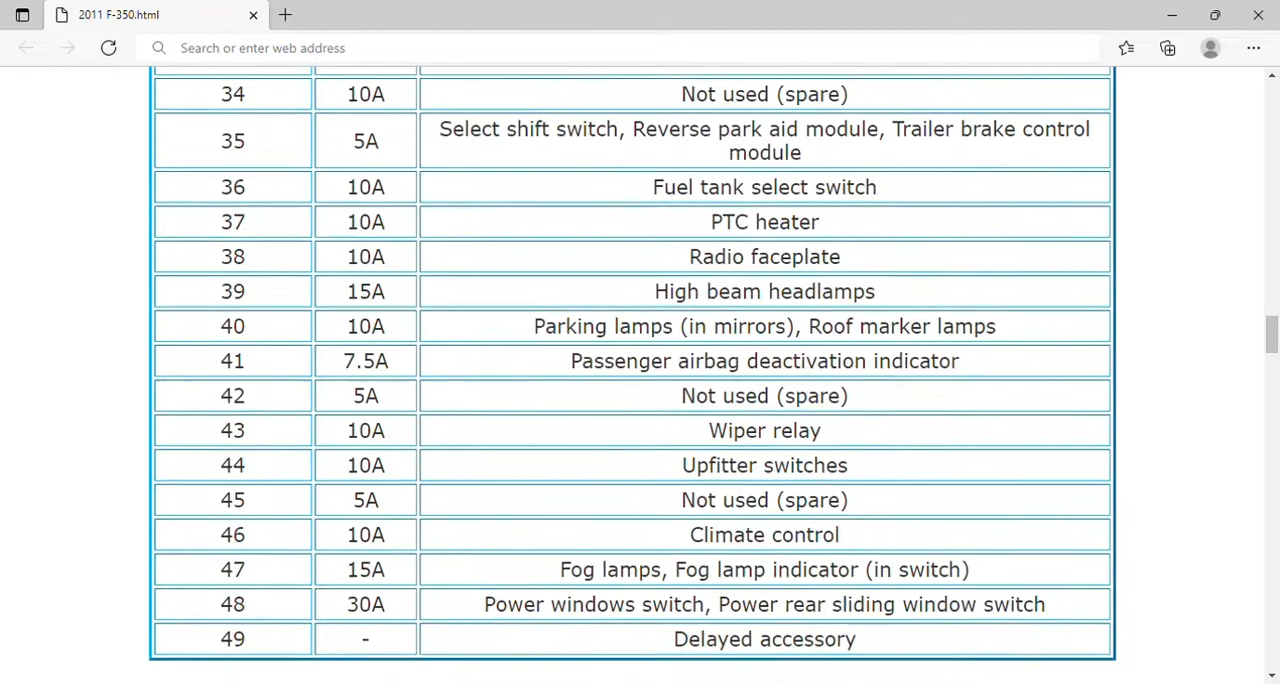 2011 F-350.html
Search or enter web address
34 10A Not used (spare)
35 5A Select shift switch, Reverse park aid module, Trailer brake control
module
36 10A Fuel tank select switch
37 10A PTC heater
38 10A Radio faceplate
39 15A High beam headlamps
40 10A Parking lamps (in mirrors), Roof marker lamps
41 7.5A Passenger airbag deactivation indicator
42 5A Not used (spare)
43 10A Wiper relay
44 10A Upfitter switches
45 5A Not used (spare)
46 10A Climate control
47 15A Fog lamps, Fog lamp indicator (in switch)
48 30A Power windows switch, Power rear sliding window switch
49 - Delayed accessory